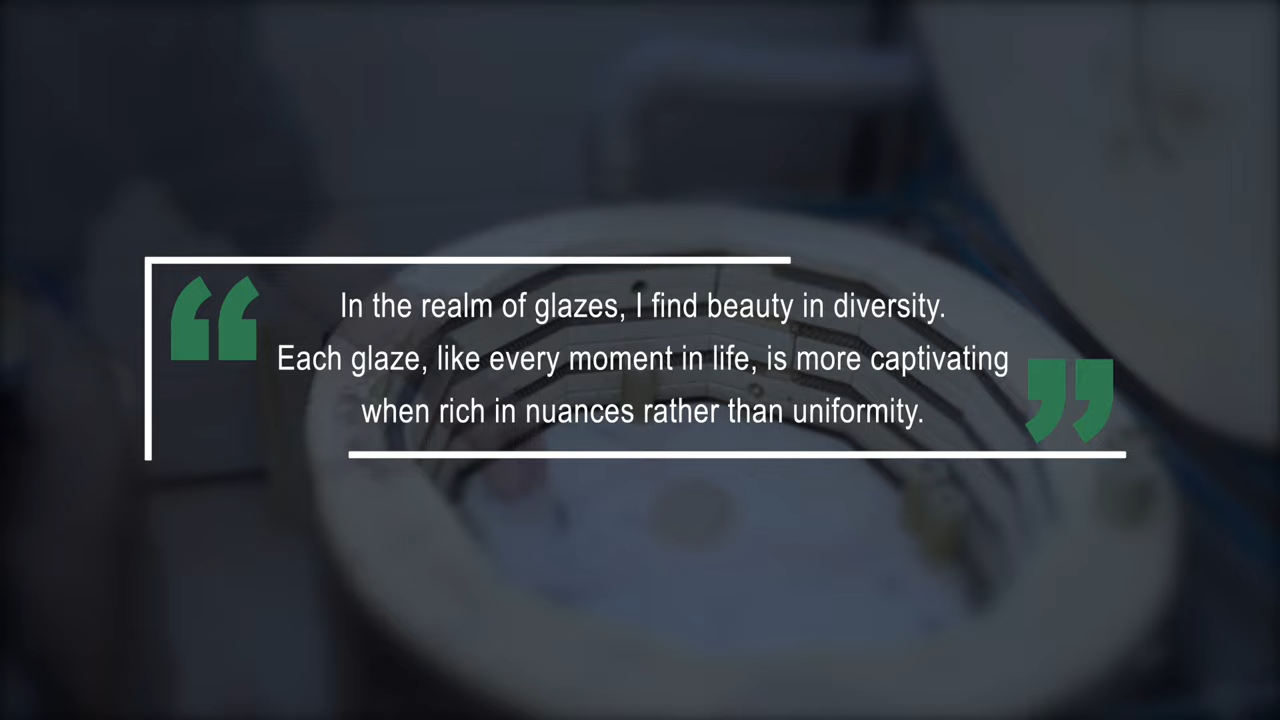 “ In the realm of glazes, I find beauty in diversity.
Each glaze, like every moment in life, is more captivating
when rich in nuances rather than uniformity. ”